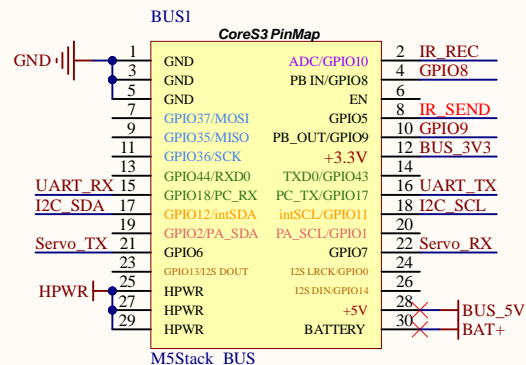 BUS1
CoreS3 PinMap
GND 1 GND ADC/GPIO10 2 IR_REC
3 GND PB IN/GPIO8 4 GPIO8
5 GND EN 6
7 GPIO37/MOSI GPIO5 8 IR_SEND
9 GPIO35/MISO PB_OUT/GPIO9 10 GPIO9
11 GPIO36/SCK +3.3V 12 BUS_3V3
13 GPIO44/RXD0 TXD0/GPIO43 14
UART_RX 15 GPIO18/PC_RX PC_TX/GPIO17 16 UART_TX
I2C_SDA 17 GPIO12/intSDA intSCL/GPIO11 18 I2C_SCL
19 GPIO2/PA_SDA PA_SCL/GPIO1 20
Servo_TX 21 GPIO6 GPIO7 22 Servo_RX
23 GPIO13/I2S DOUT I2S LRCK/GPIO0 24
HPWR 25 HPWR I2S DIN/GPIO14 26
27 HPWR +5V 28 BUS_5V
29 HPWR BATTERY 30 BAT+
M5Stack_BUS